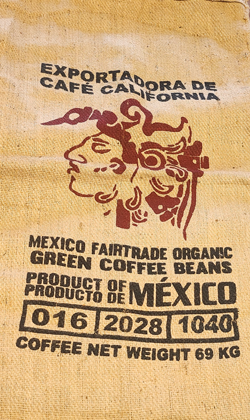 EXPORTADORA DE
CAFÉ CALIFORNIA
MEXICO FAIRTRADE ORGANIC
GREEN COFFEE BEANS
PRODUCT OF
PRODUCTO DE MÉXICO
016 2028 1040
COFFEE NET WEIGHT 69 KG